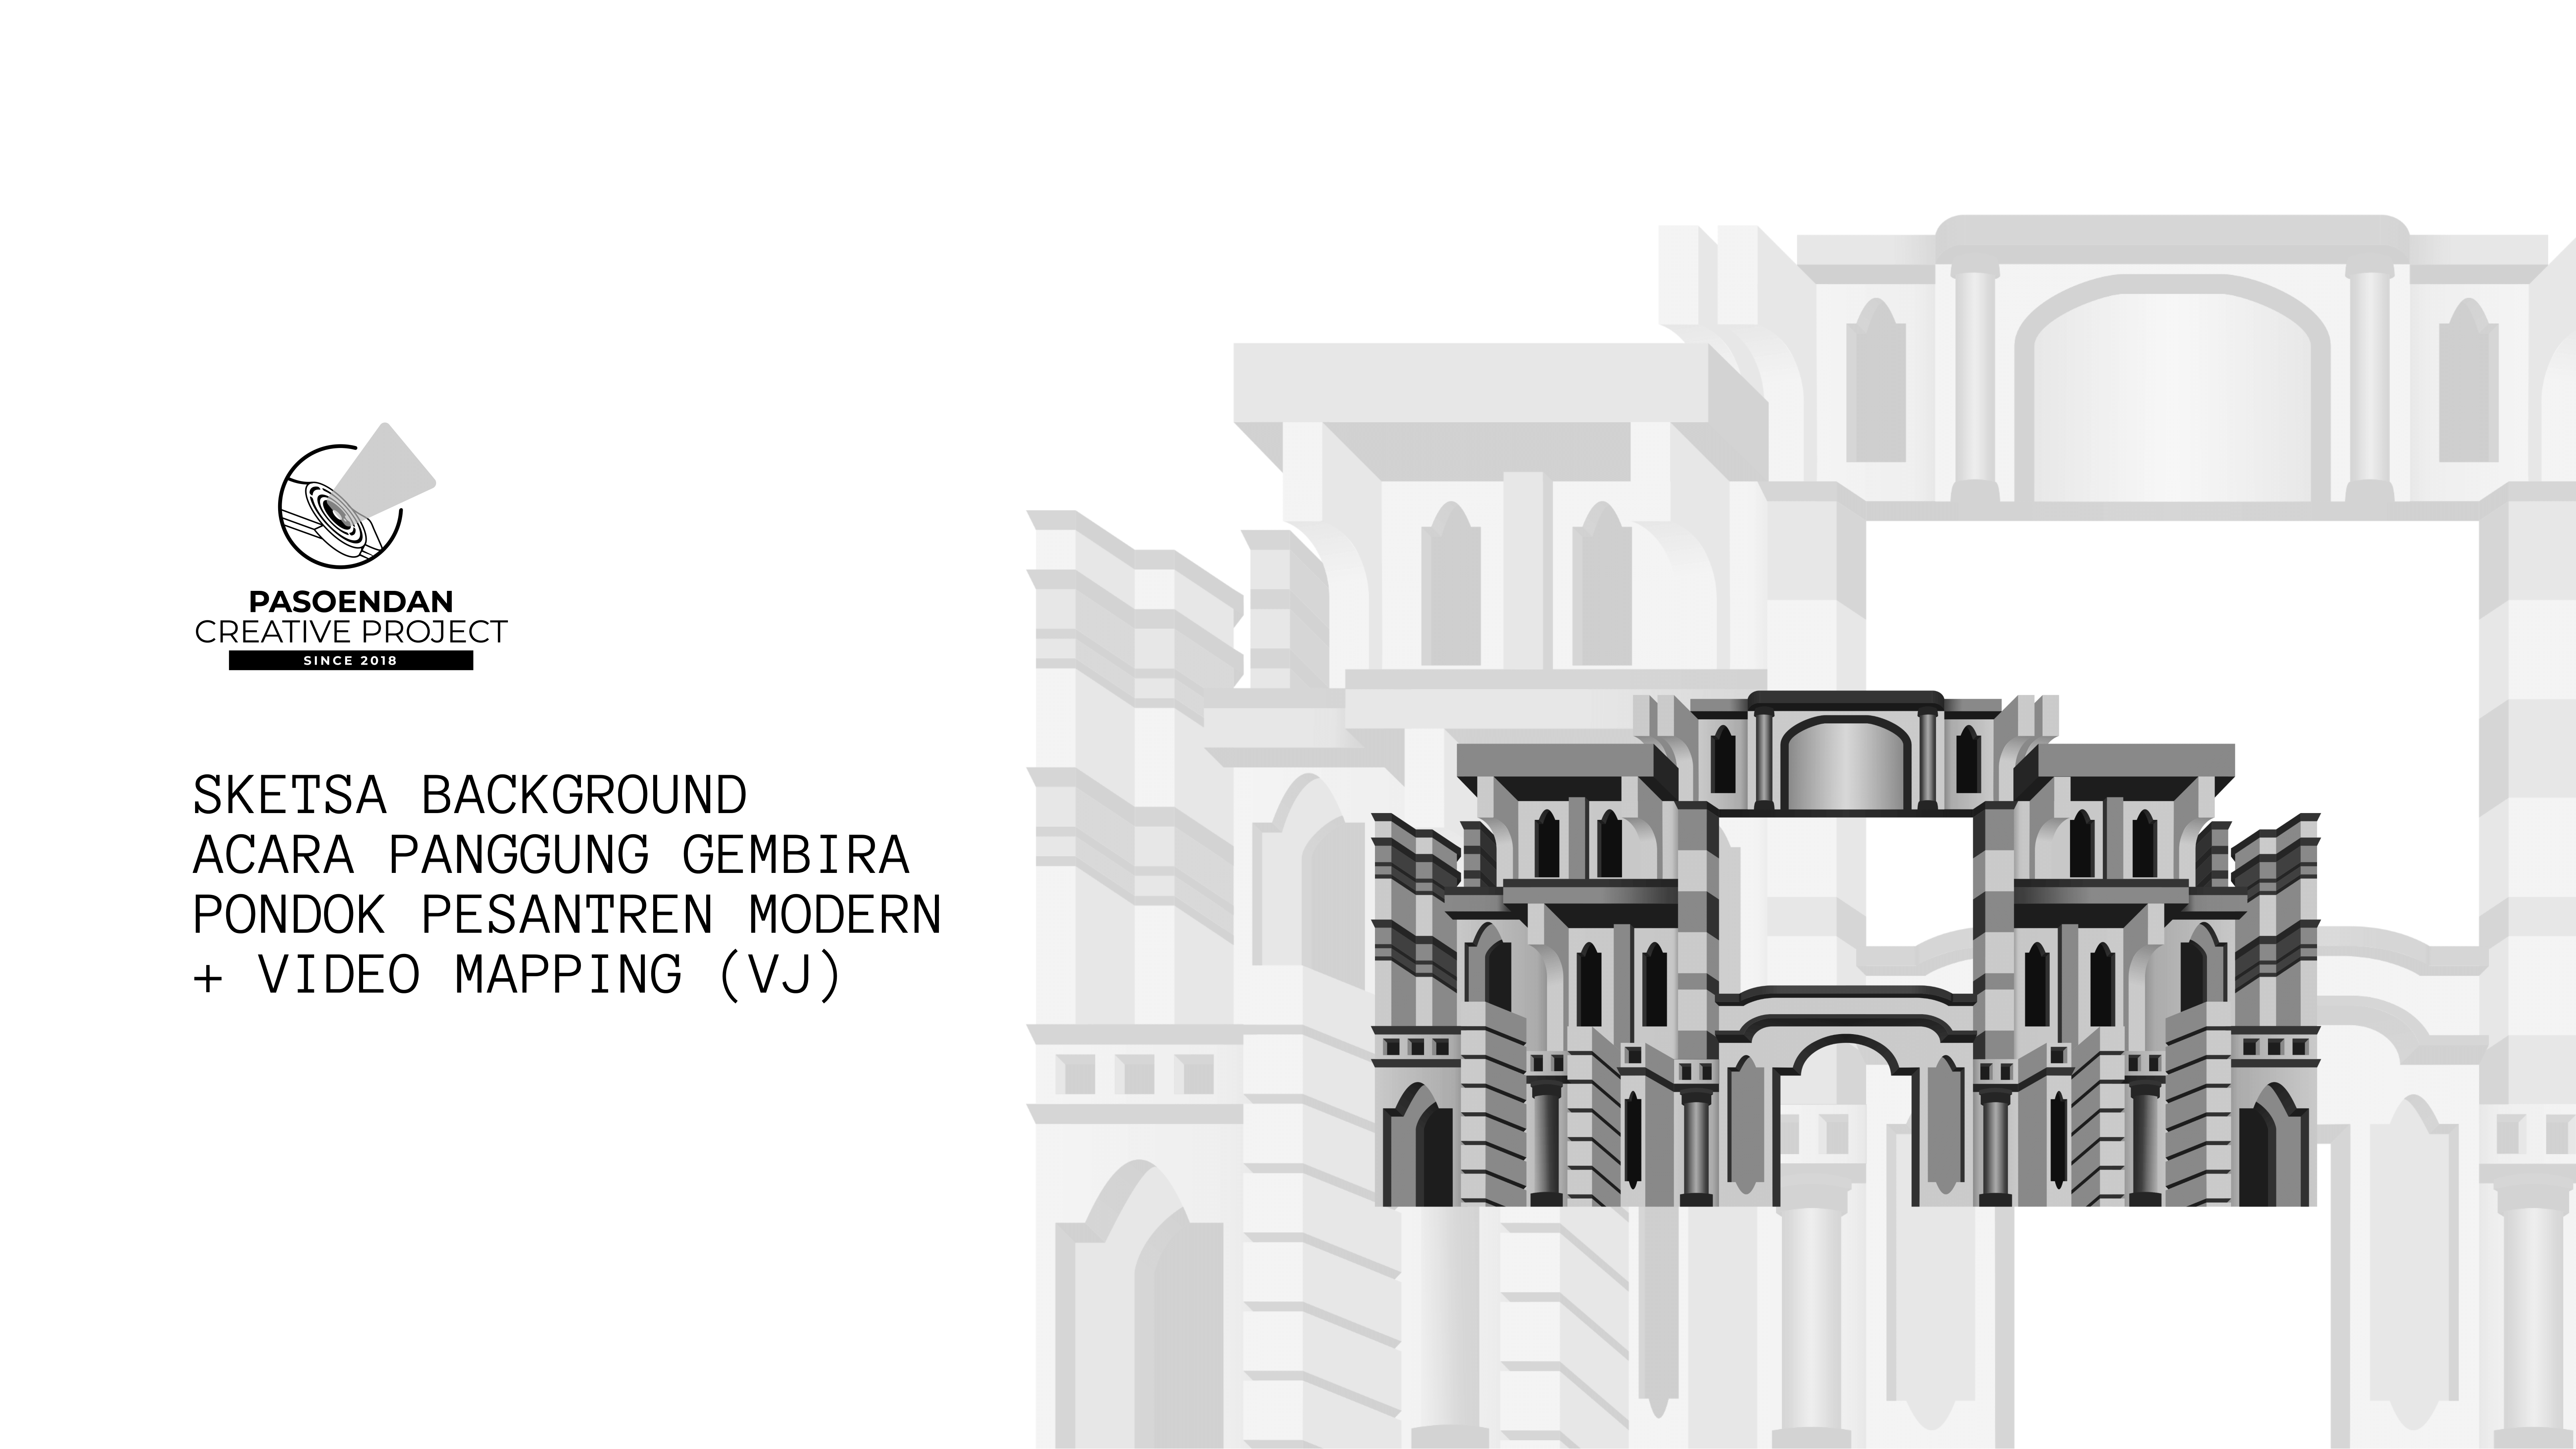 PASOENDAN
CREATIVE PROJECT
SINCE 2018
SKETSA BACKGROUND
ACARA PANGGUNG GEMBIRA
PONDOK PESANTREN MODERN
+ VIDEO MAPPING (VJ)